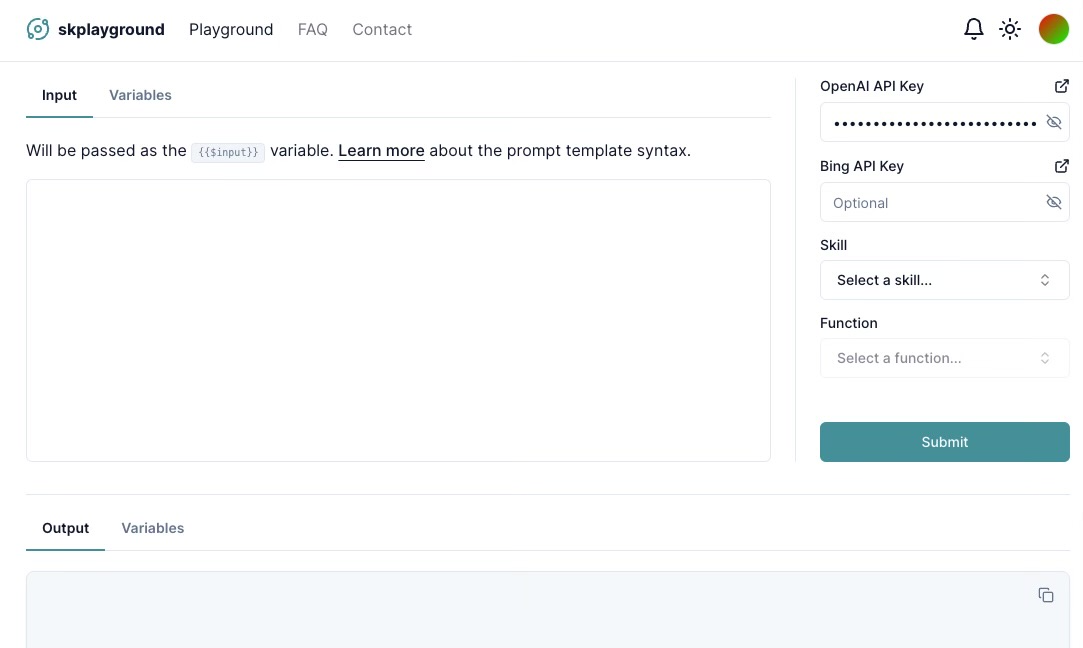 skplayground Playground FAQ Contact
Input Variables
Will be passed as the {{$input}} variable. Learn more about the prompt template syntax.
OpenAI API Key
••••••••••••••••••••••••••
Bing API Key
Optional
Skill
Select a skill...
Function
Select a function...
Submit
Output Variables